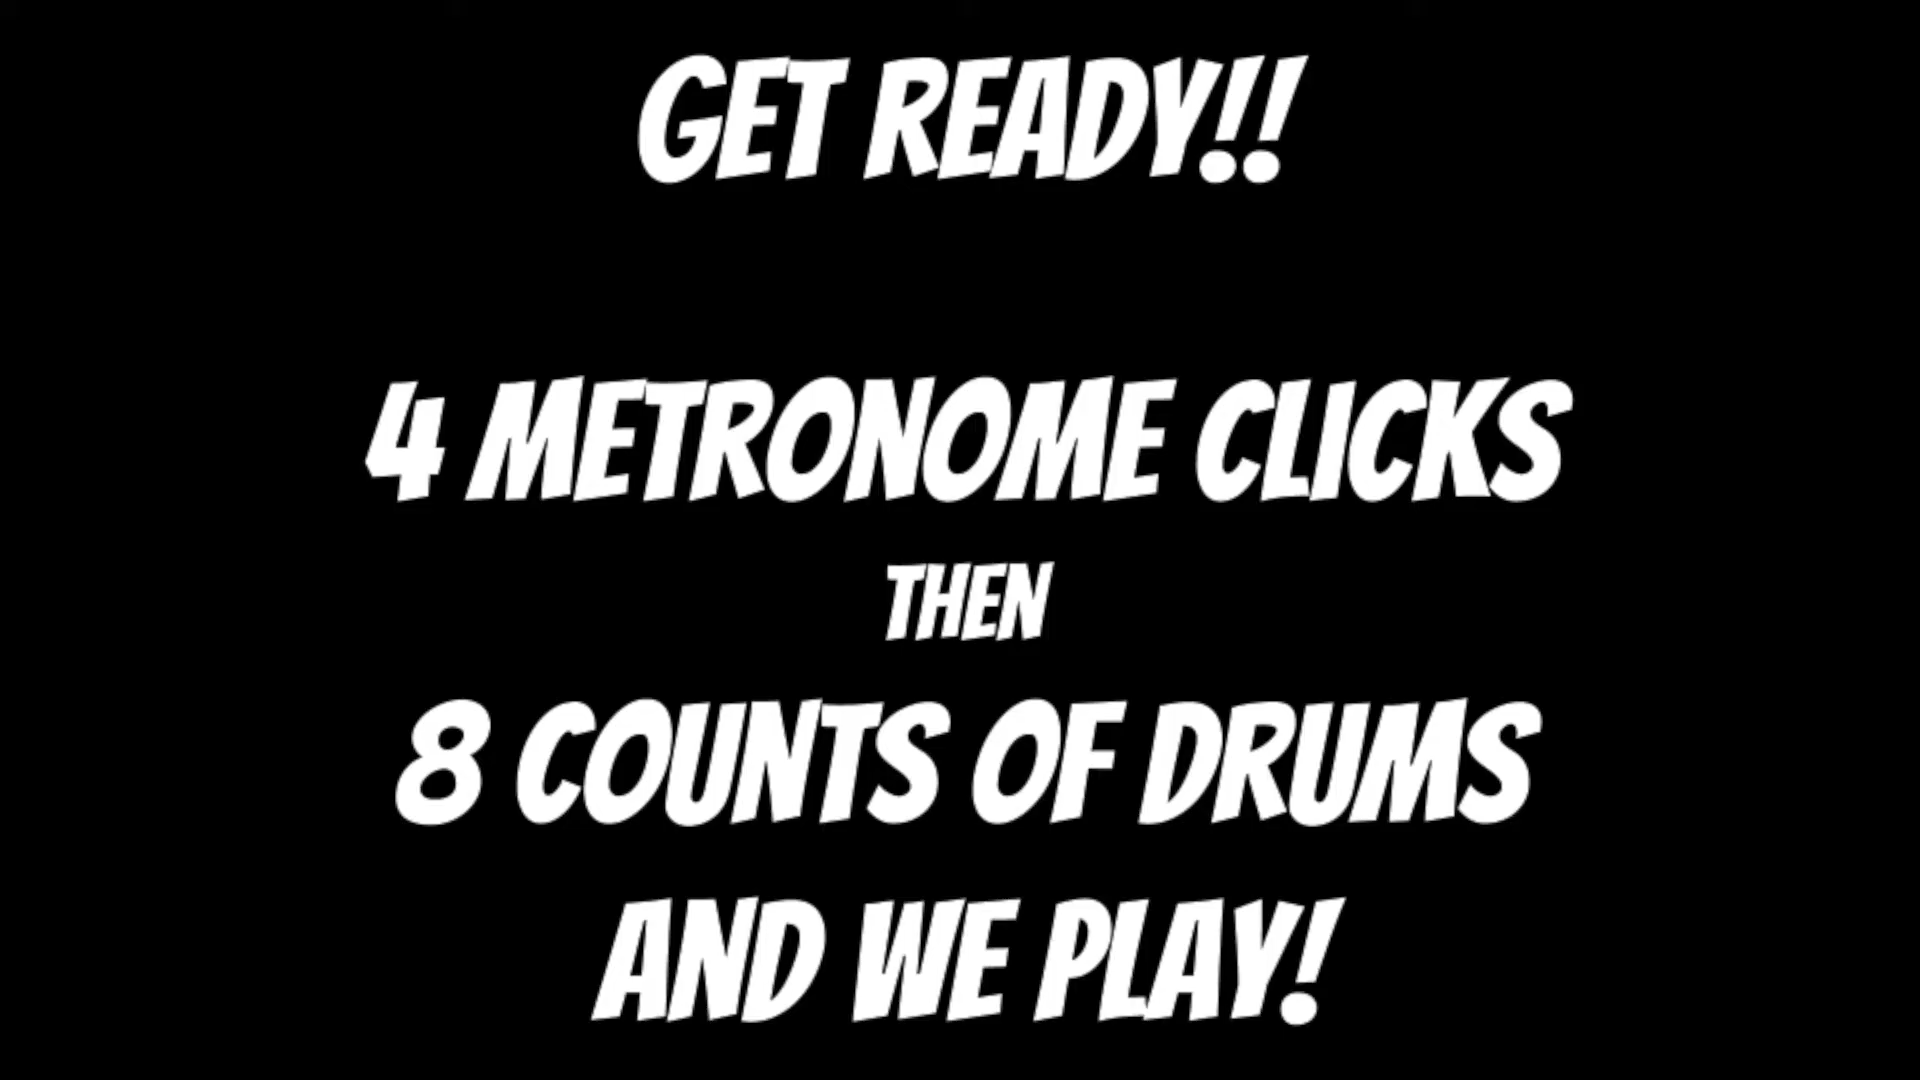 GET READY!!
4 METRONOME CLICKS
THEN
8 COUNTS OF DRUMS
AND WE PLAY!